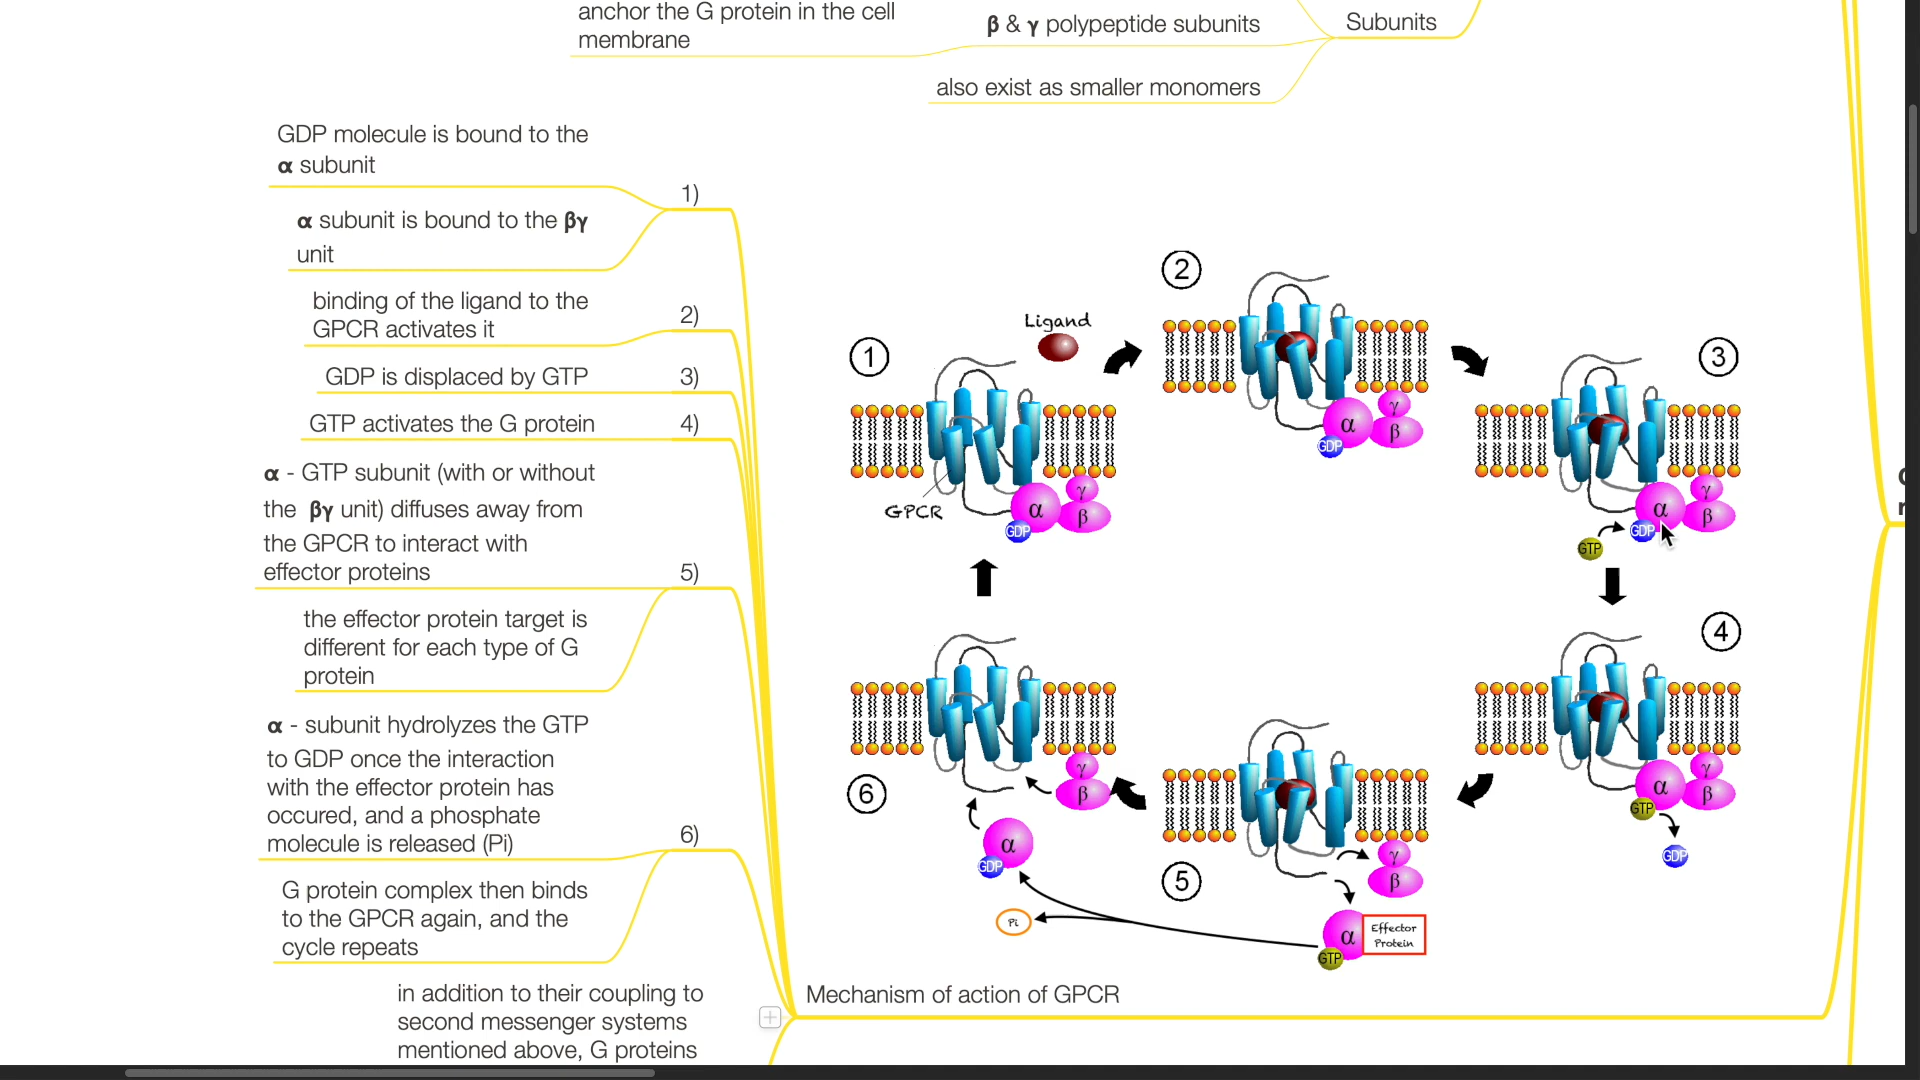 anchor the G protein in the cell
membrane
β & γ polypeptide subunits
Subunits
also exist as smaller monomers
GDP molecule is bound to the
α subunit
1)
α subunit is bound to the βγ
unit
binding of the ligand to the
GPCR activates it
2)
GDP is displaced by GTP
3)
GTP activates the G protein
4)
α - GTP subunit (with or without
the βγ unit) diffuses away from
the GPCR to interact with
effector proteins
5)
the effector protein target is
different for each type of G
protein
α - subunit hydrolyzes the GTP
to GDP once the interaction
with the effector protein has
occured, and a phosphate
molecule is released (Pi)
6)
G protein complex then binds
to the GPCR again, and the
cycle repeats
in addition to their coupling to
second messenger systems
mentioned above, G proteins
Mechanism of action of GPCR
1
Ligand
GPCR
α
γ
β
GDP
2
α
γ
β
GDP
3
α
γ
β
GDP
GTP
4
α
γ
β
GTP
GDP
5
γ
β
α
GTP
Effector
Protein
6
γ
β
α
GDP
Pi